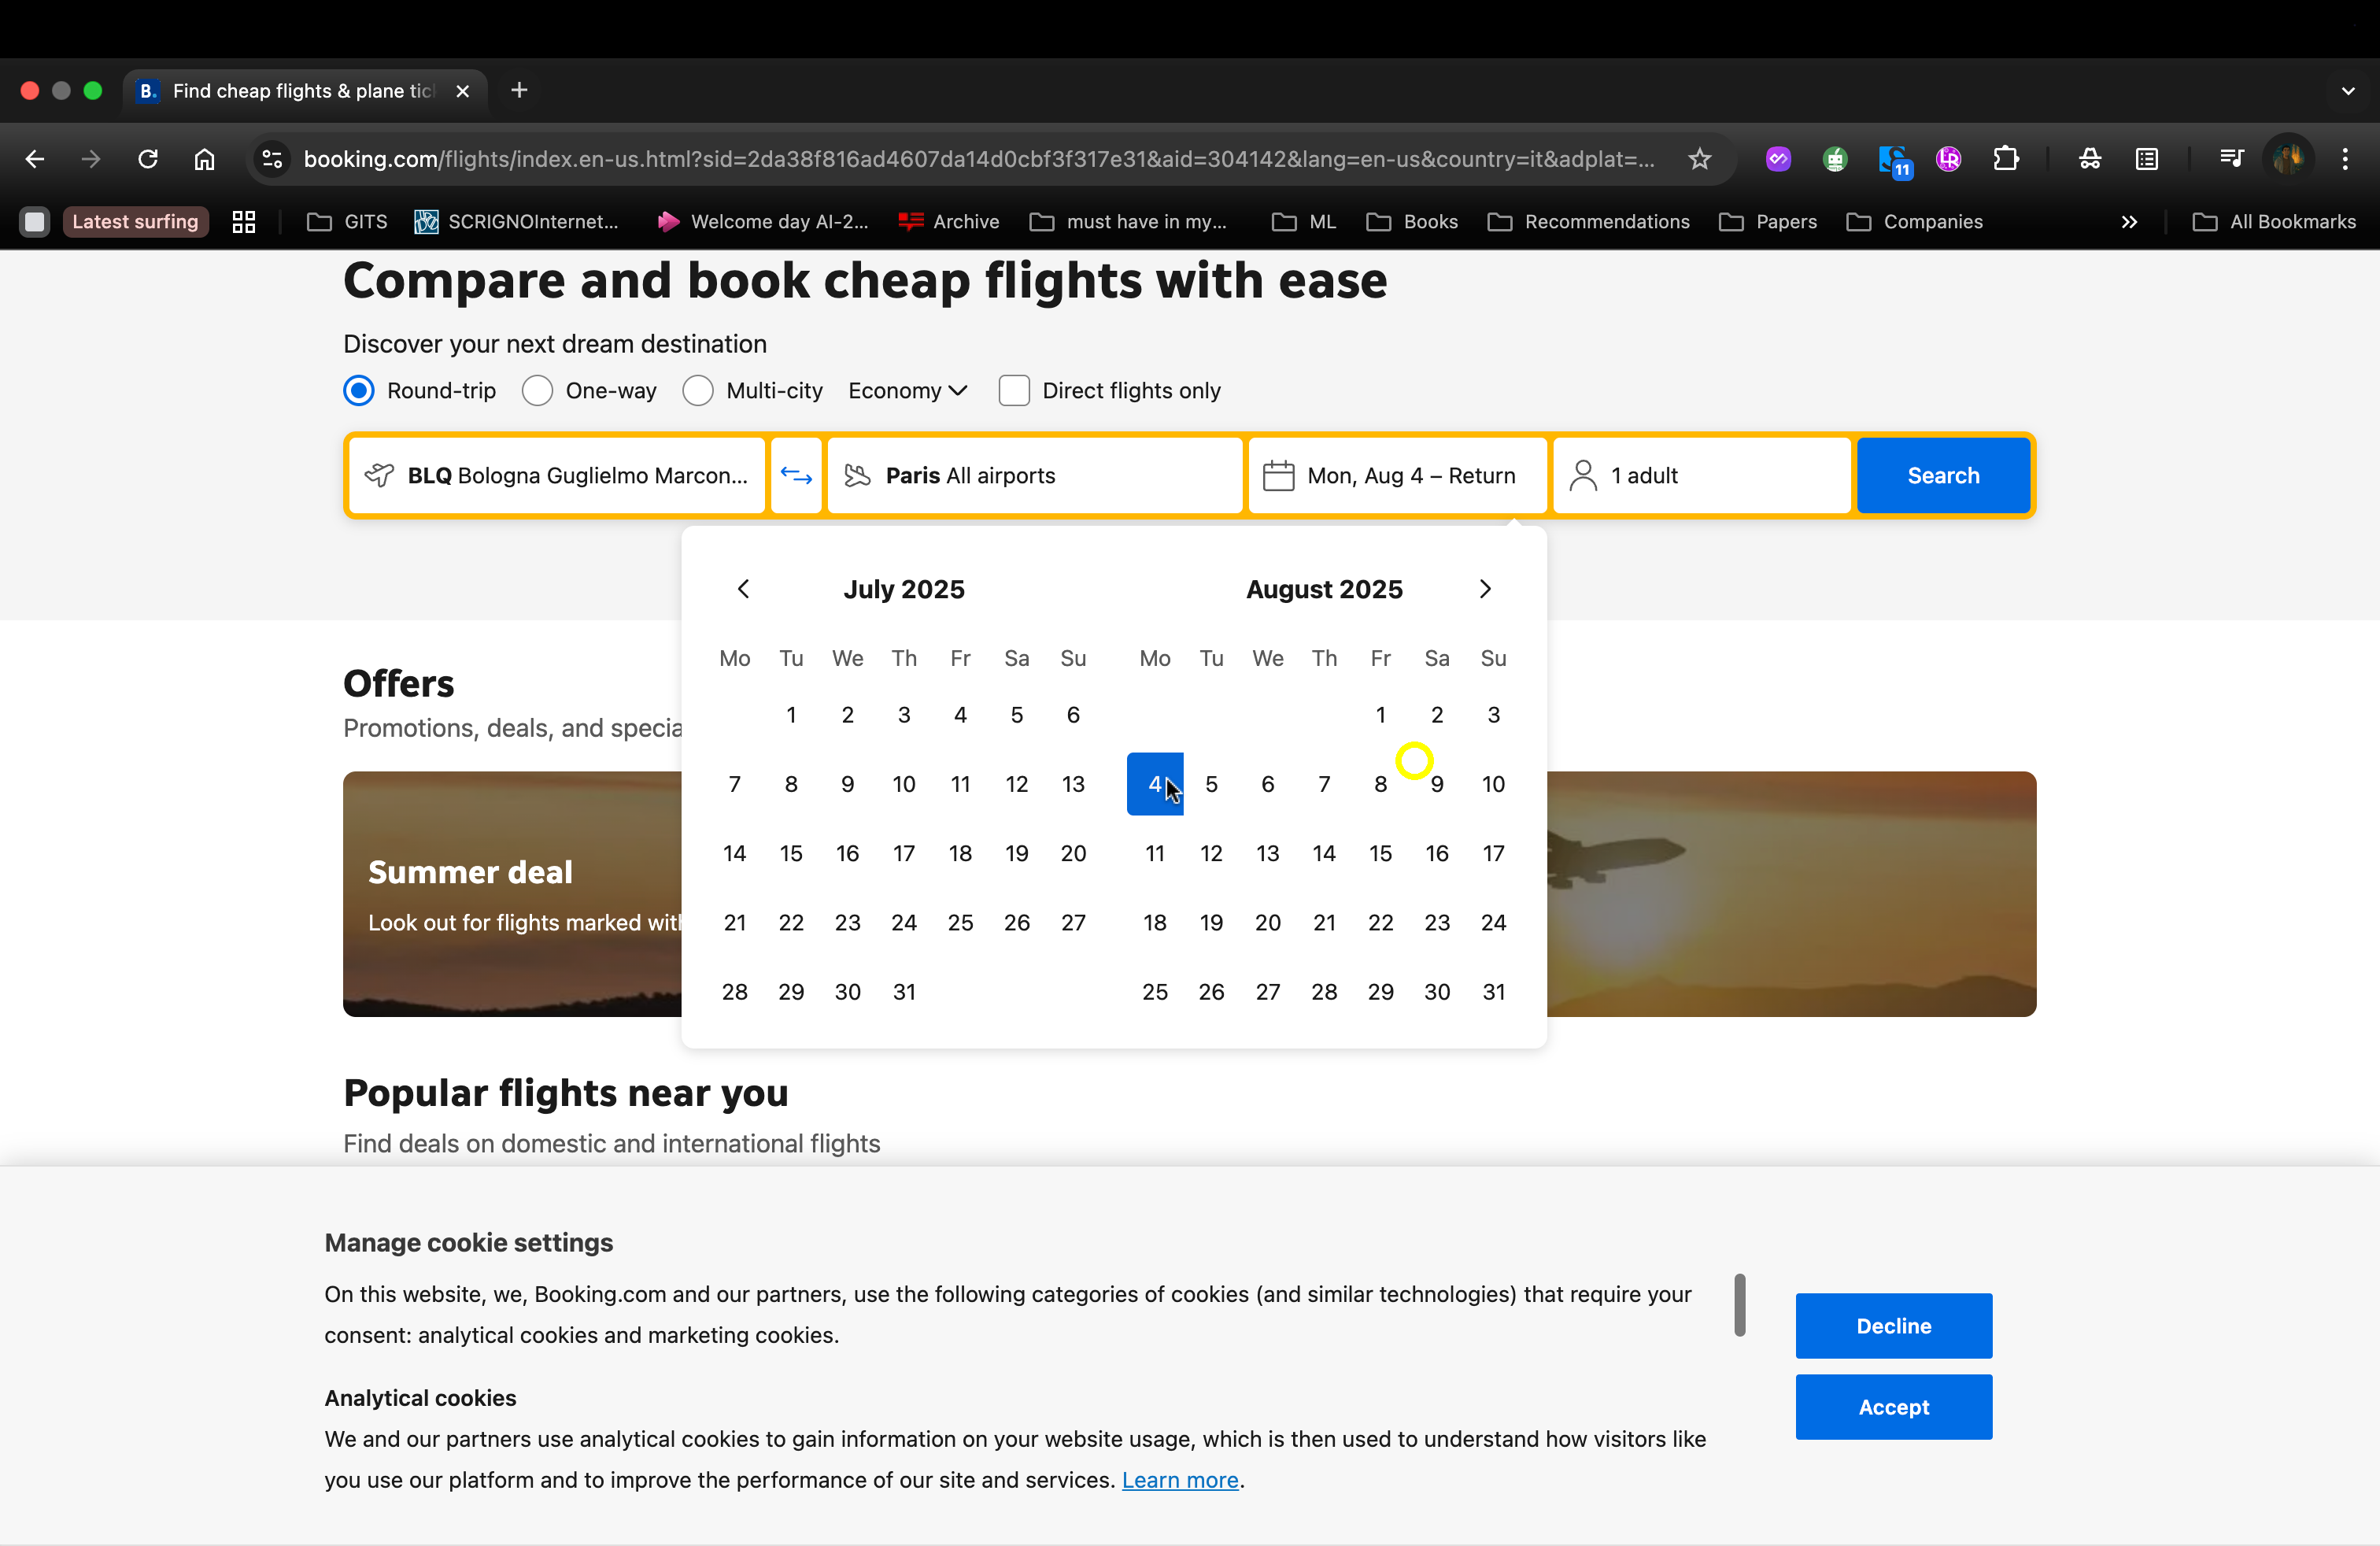 B. Find cheap flights & plane tic
booking.com/flights/index.en-us.html?sid=2da38f816ad4607da14d0cbf3f317e31&aid=304142&lang=en-us&country=it&adplat=...
11
Latest surfing GITS SCRIGNOInternet... Welcome day AI-2... Archive must have in my... ML Books Recommendations Papers Companies All Bookmarks
Compare and book cheap flights with ease
Discover your next dream destination
Round-trip One-way Multi-city Economy Direct flights only
BLQ Bologna Guglielmo Marcon... Paris All airports Mon, Aug 4 – Return 1 adult Search
July 2025 August 2025
Mo Tu We Th Fr Sa Su Mo Tu We Th Fr Sa Su
1 2 3 4 5 6 1 2 3
7 8 9 10 11 12 13 4 5 6 7 8 9 10
14 15 16 17 18 19 20 11 12 13 14 15 16 17
21 22 23 24 25 26 27 18 19 20 21 22 23 24
28 29 30 31 25 26 27 28 29 30 31
Offers
Promotions, deals, and specia
Summer deal
Look out for flights marked wit
Popular flights near you
Find deals on domestic and international flights
Manage cookie settings
On this website, we, Booking.com and our partners, use the following categories of cookies (and similar technologies) that require your
consent: analytical cookies and marketing cookies.
Decline
Accept
Analytical cookies
We and our partners use analytical cookies to gain information on your website usage, which is then used to understand how visitors like
you use our platform and to improve the performance of our site and services. Learn more.